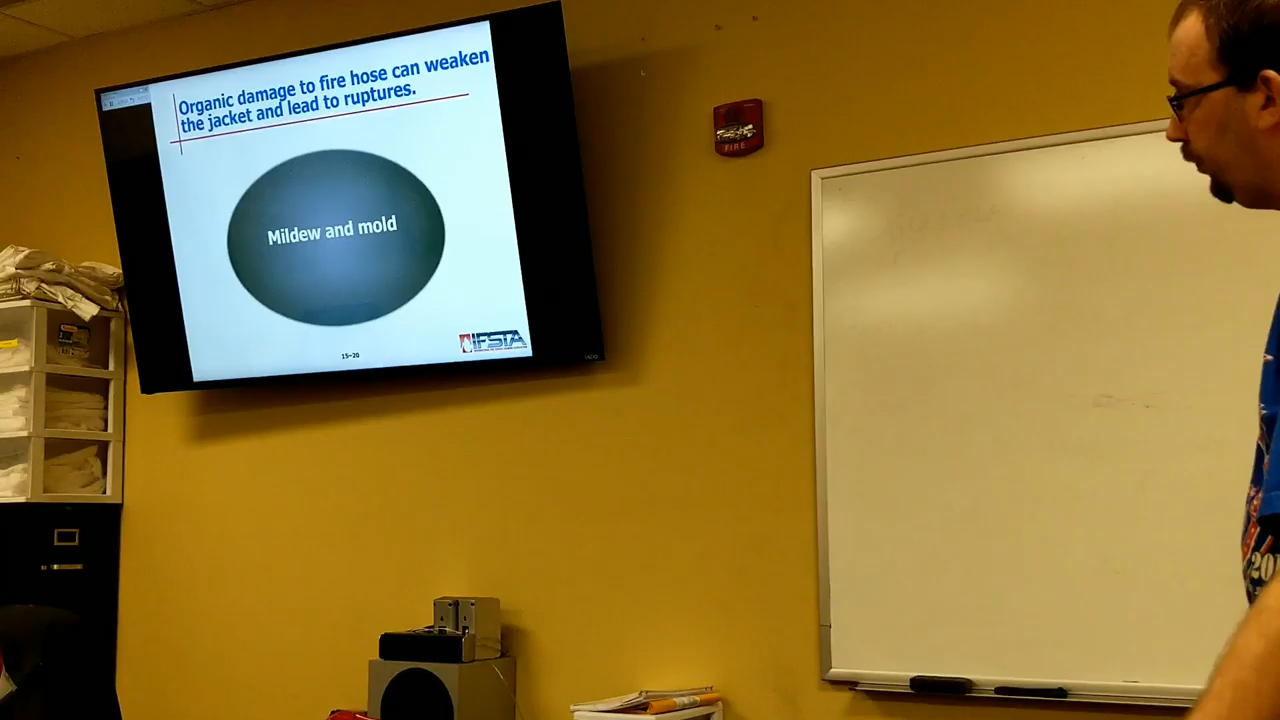 Organic damage to fire hose can weaken
the jacket and lead to ruptures.
Mildew and mold
15-20
IFSTA
FIRE
VIZIO